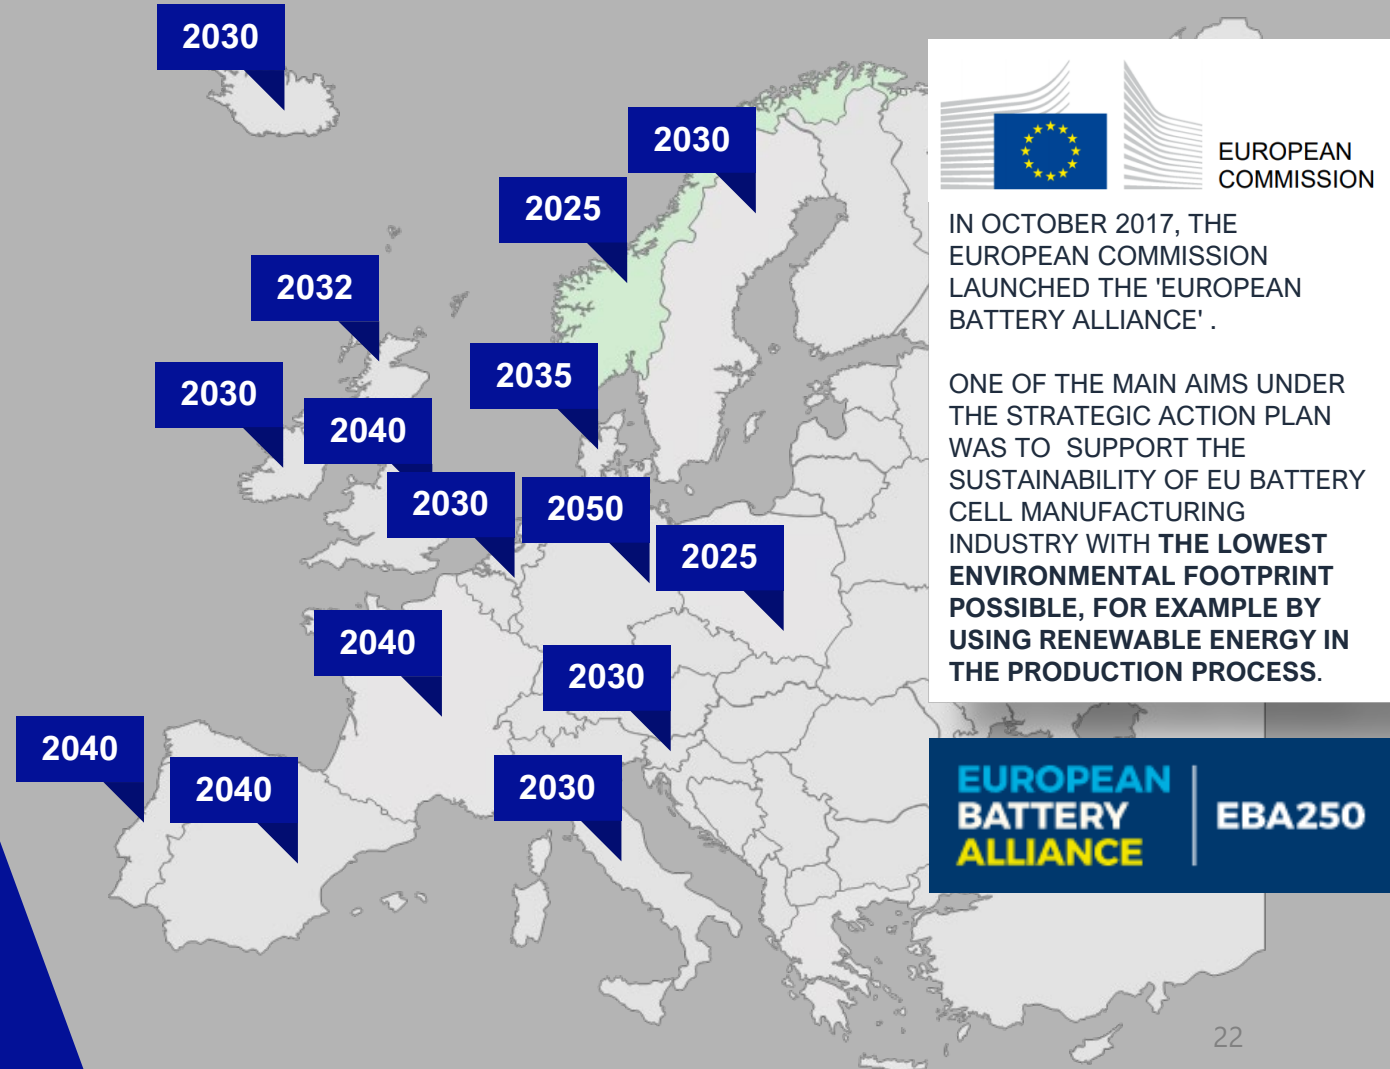 2030
2030
2025
2032
2035
2030
2040
2030
2050
2025
2040
2030
2040
2040
2030
EUROPEAN
COMMISSION
IN OCTOBER 2017, THE
EUROPEAN COMMISSION
LAUNCHED THE 'EUROPEAN
BATTERY ALLIANCE' .
ONE OF THE MAIN AIMS UNDER
THE STRATEGIC ACTION PLAN
WAS TO  SUPPORT THE
SUSTAINABILITY OF EU BATTERY
CELL MANUFACTURING
INDUSTRY WITH THE LOWEST
ENVIRONMENTAL FOOTPRINT
POSSIBLE, FOR EXAMPLE BY
USING RENEWABLE ENERGY IN
THE PRODUCTION PROCESS.
EUROPEAN
BATTERY
ALLIANCE
EBA250
22